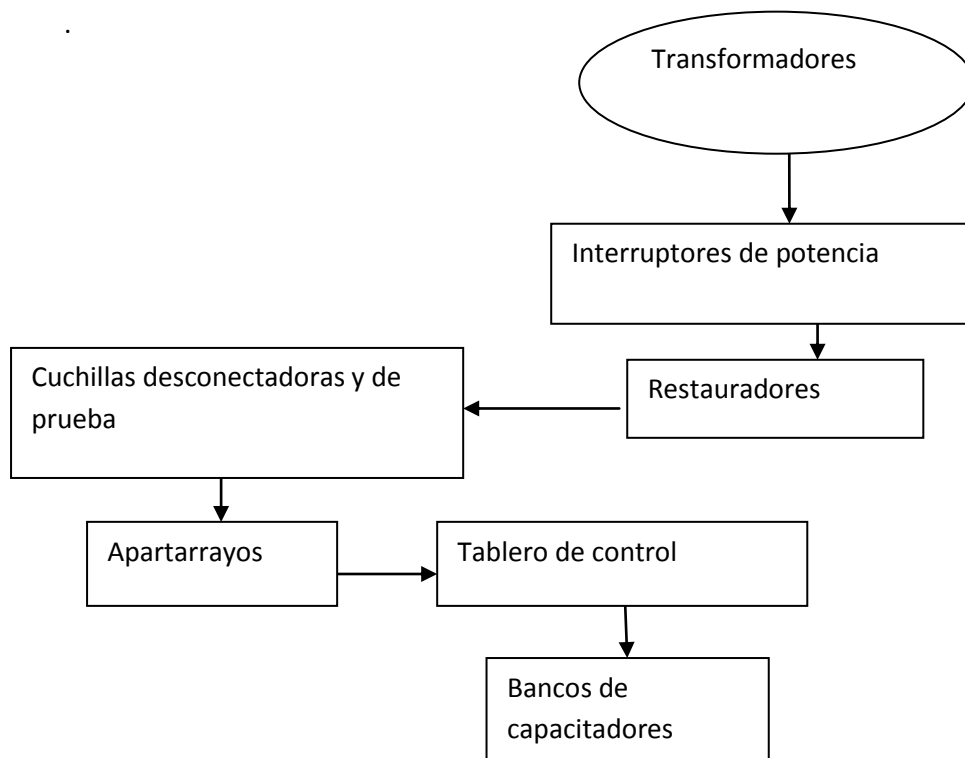 .
Transformadores
Interruptores de potencia
Restauradores
Cuchillas desconectadoras y de
prueba
Apartarrayos
Tablero de control
Bancos de
capacitadores